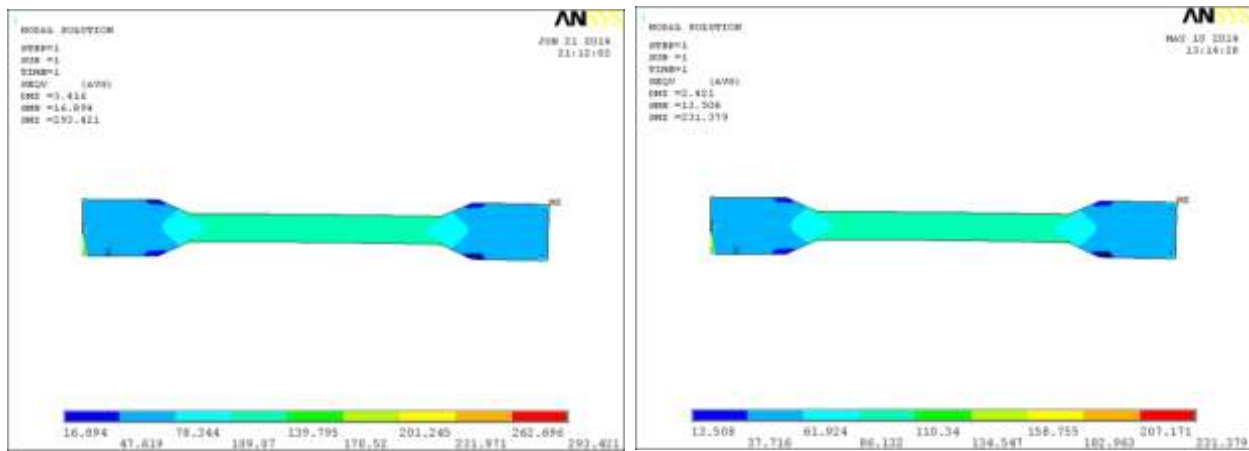 ANSYS
NODAL SOLUTION
JUN 21 2014
STEP=1
SUB =1
TIME=1
SEQV (AVG)
DMX =3.416
SMN =16.894
SMX =293.421
MX
16.894 78.344 139.795 201.245 262.696
47.619 109.07 170.52 231.971 293.421
ANSYS
NODAL SOLUTION
MAY 10 2014
STEP=1
SUB =1
TIME=1
SEQV (AVG)
DMX =2.421
SMN =13.508
SMX =231.379
MX
13.508 61.924 110.34 158.755 207.171
37.716 86.132 134.547 182.963 231.379